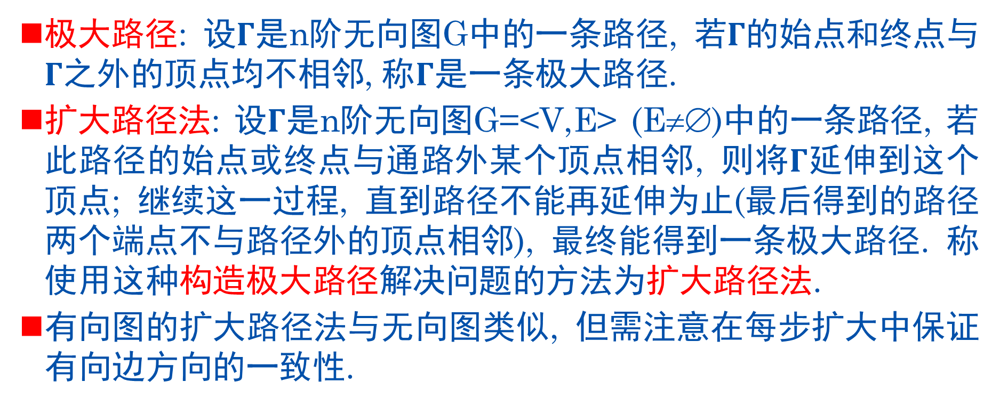 ■极大路径: 设Γ是n阶无向图G中的一条路径, 若Γ的始点和终点与
Γ之外的顶点均不相邻, 称Γ是一条极大路径.
■扩大路径法: 设Γ是n阶无向图G=<V,E> (E≠∅)中的一条路径, 若
此路径的始点或终点与通路外某个顶点相邻, 则将Γ延伸到这个
顶点; 继续这一过程, 直到路径不能再延伸为止(最后得到的路径
两个端点不与路径外的顶点相邻), 最终能得到一条极大路径. 称
使用这种构造极大路径解决问题的方法为扩大路径法.
■有向图的扩大路径法与无向图类似, 但需注意在每步扩大中保证
有向边方向的一致性.